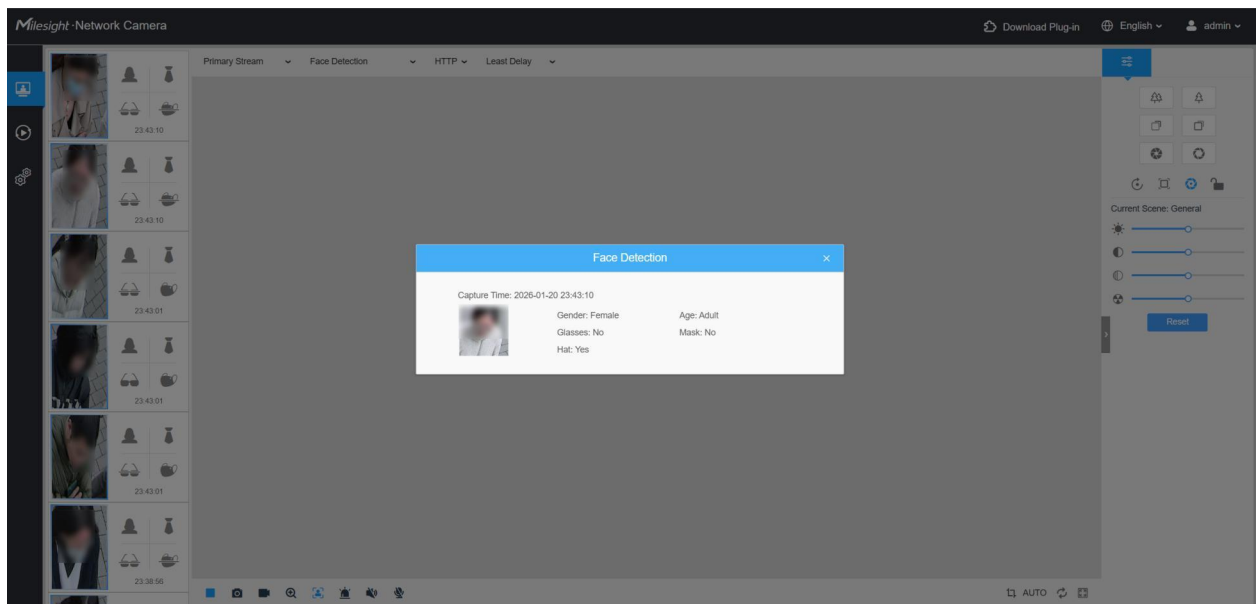 Milesight ·Network Camera
Download Plug-in
English
admin
Primary Stream
Face Detection
HTTP
Least Delay
23:43:10
23:43:10
23:43:01
23:43:01
23:43:01
23:38:56
Face Detection
Capture Time: 2026-01-20 23:43:10
Gender: Female
Age: Adult
Glasses: No
Mask: No
Hat: Yes
Current Scene: General
Reset
AUTO